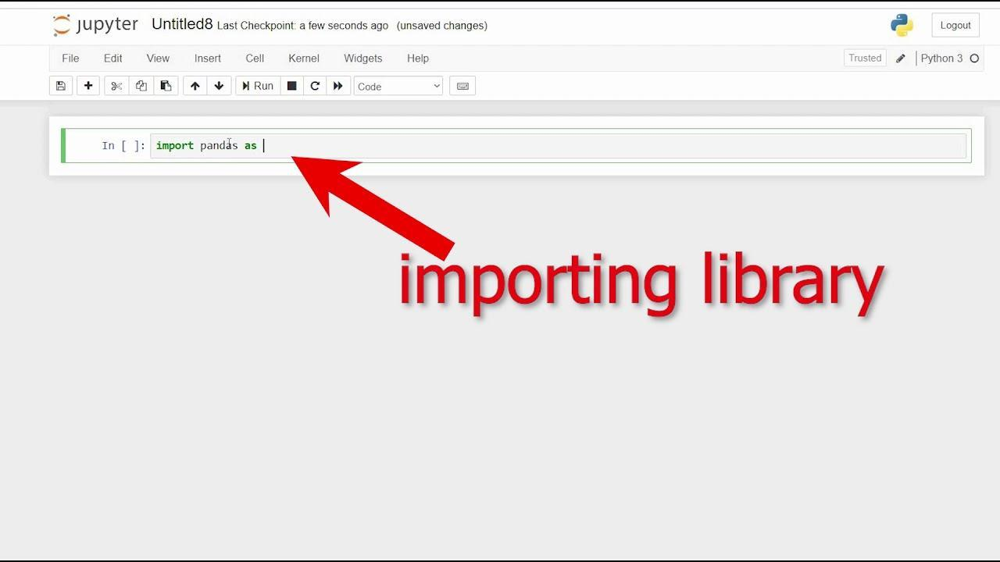 jupyter Untitled8 Last Checkpoint: a few seconds ago (unsaved changes) Logout
File Edit View Insert Cell Kernel Widgets Help Trusted Python 3
Run Code
In [ ]: import pandas as
importing library